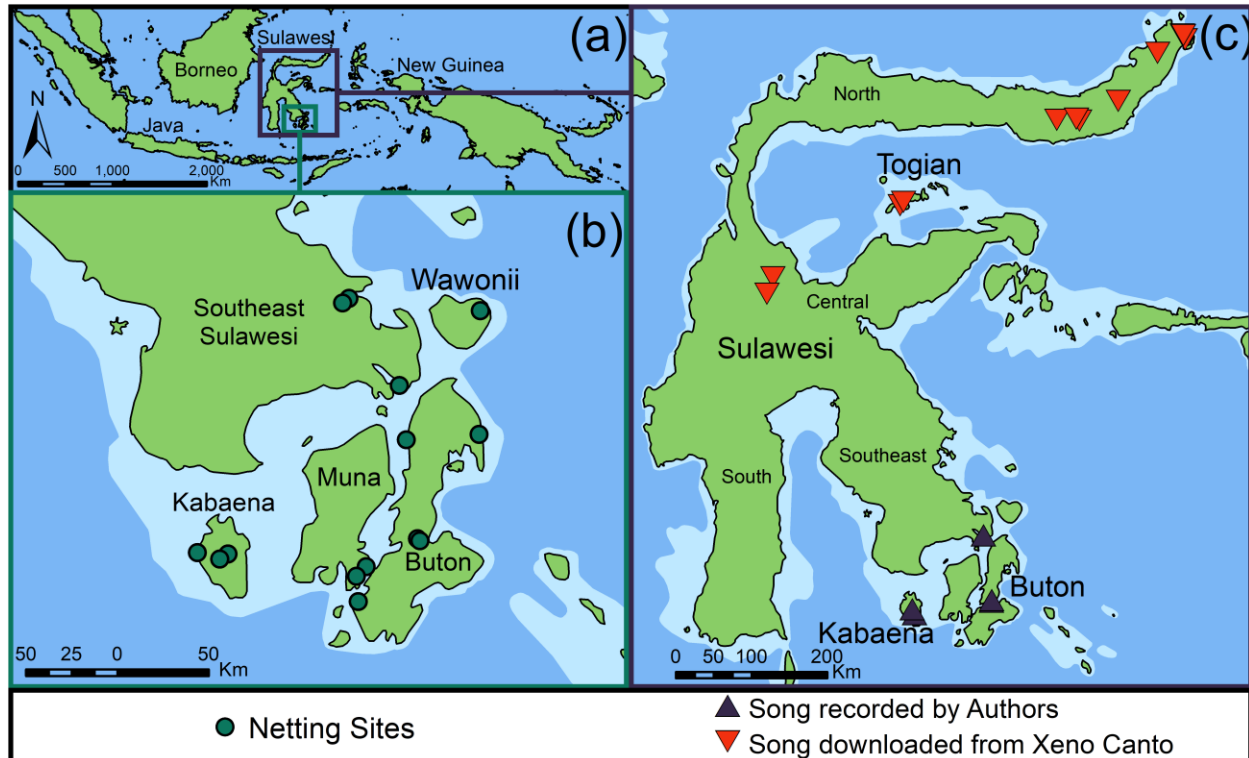 (a)
Sulawesi
Borneo
New Guinea
N
Java
0 500 1,000 2,000
Km
(b)
Wawonii
Southeast
Sulawesi
Muna
Kabaena
Buton
50 25 0 50
Km
(c)
North
Togian
Central
Sulawesi
Southeast
South
Buton
Kabaena
0 50 100 200
Km
Netting Sites
Song recorded by Authors
Song downloaded from Xeno Canto